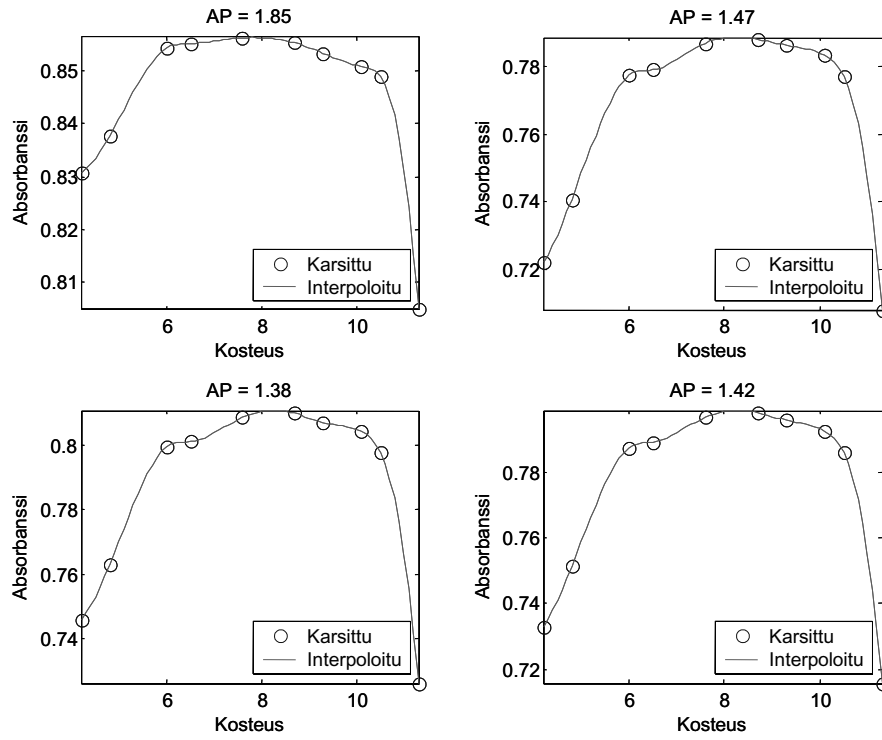 AP = 1.85
0.85
0.84
0.83
0.82
0.81
Absorbanssi
Karsittu
Interpoloitu
6
8
10
Kosteus
AP = 1.47
0.78
0.76
0.74
0.72
Absorbanssi
Karsittu
Interpoloitu
6
8
10
Kosteus
AP = 1.38
0.8
0.78
0.76
0.74
Absorbanssi
Karsittu
Interpoloitu
6
8
10
Kosteus
AP = 1.42
0.78
0.76
0.74
0.72
Absorbanssi
Karsittu
Interpoloitu
6
8
10
Kosteus